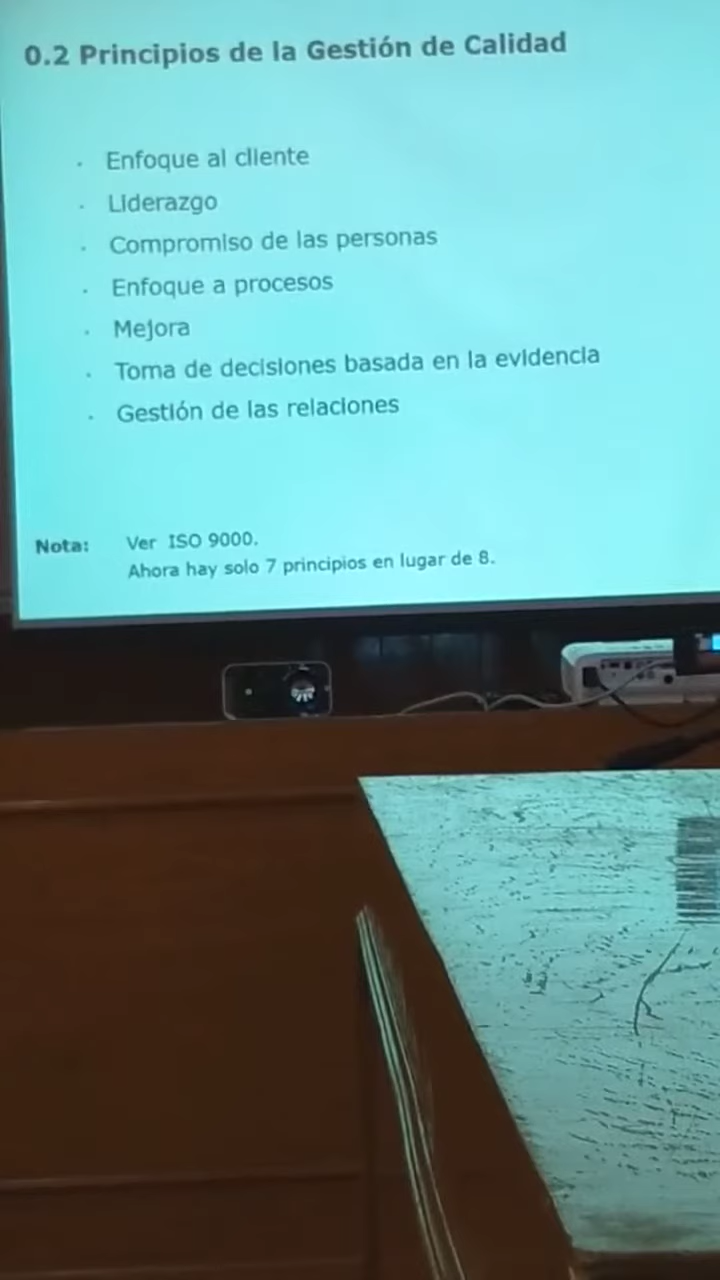 0.2 Principios de la Gestión de Calidad
· Enfoque al cliente
· Liderazgo
· Compromiso de las personas
· Enfoque a procesos
· Mejora
· Toma de decisiones basada en la evidencia
· Gestión de las relaciones
Nota: Ver ISO 9000.
Ahora hay solo 7 principios en lugar de 8.